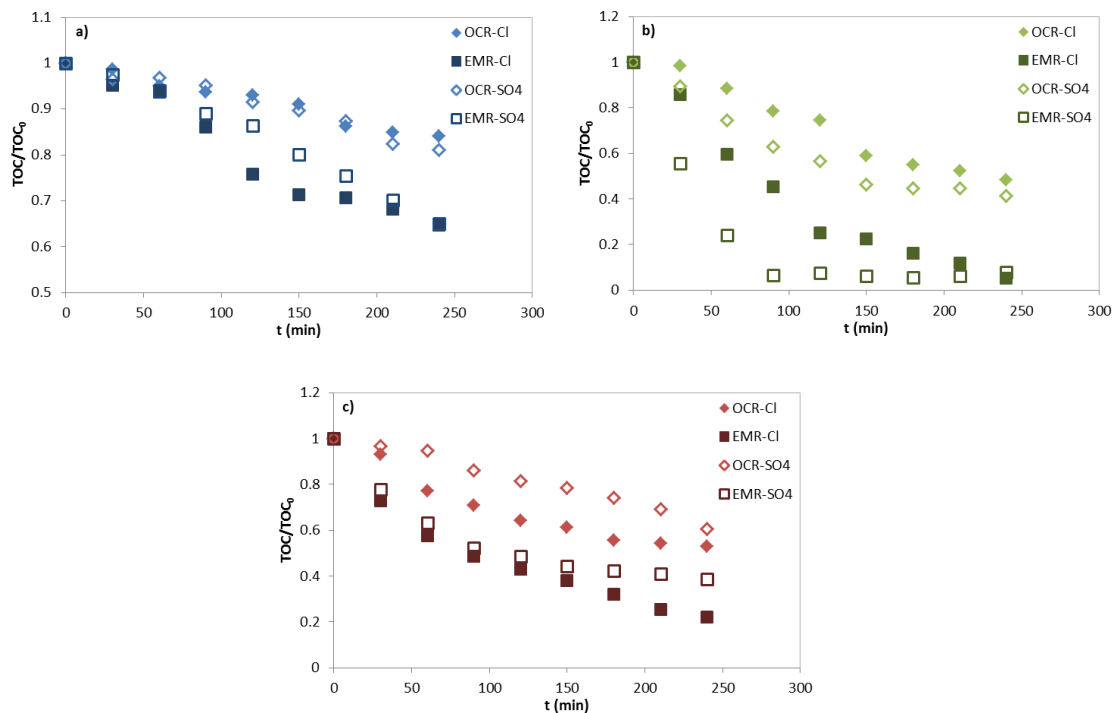 a)
1.1
1
0.9
0.8
0.7
0.6
0.5
0 50 100 150 200 250 300
TOC/TOC₀
t (min)
OCR-Cl
EMR-Cl
OCR-SO4
EMR-SO4
b)
1.2
1
0.8
0.6
0.4
0.2
0
0 50 100 150 200 250 300
TOC/TOC₀
t (min)
OCR-Cl
EMR-Cl
OCR-SO4
EMR-SO4
c)
1.2
1
0.8
0.6
0.4
0.2
0
0 50 100 150 200 250 300
TOC/TOC₀
t (min)
OCR-Cl
EMR-Cl
OCR-SO4
EMR-SO4